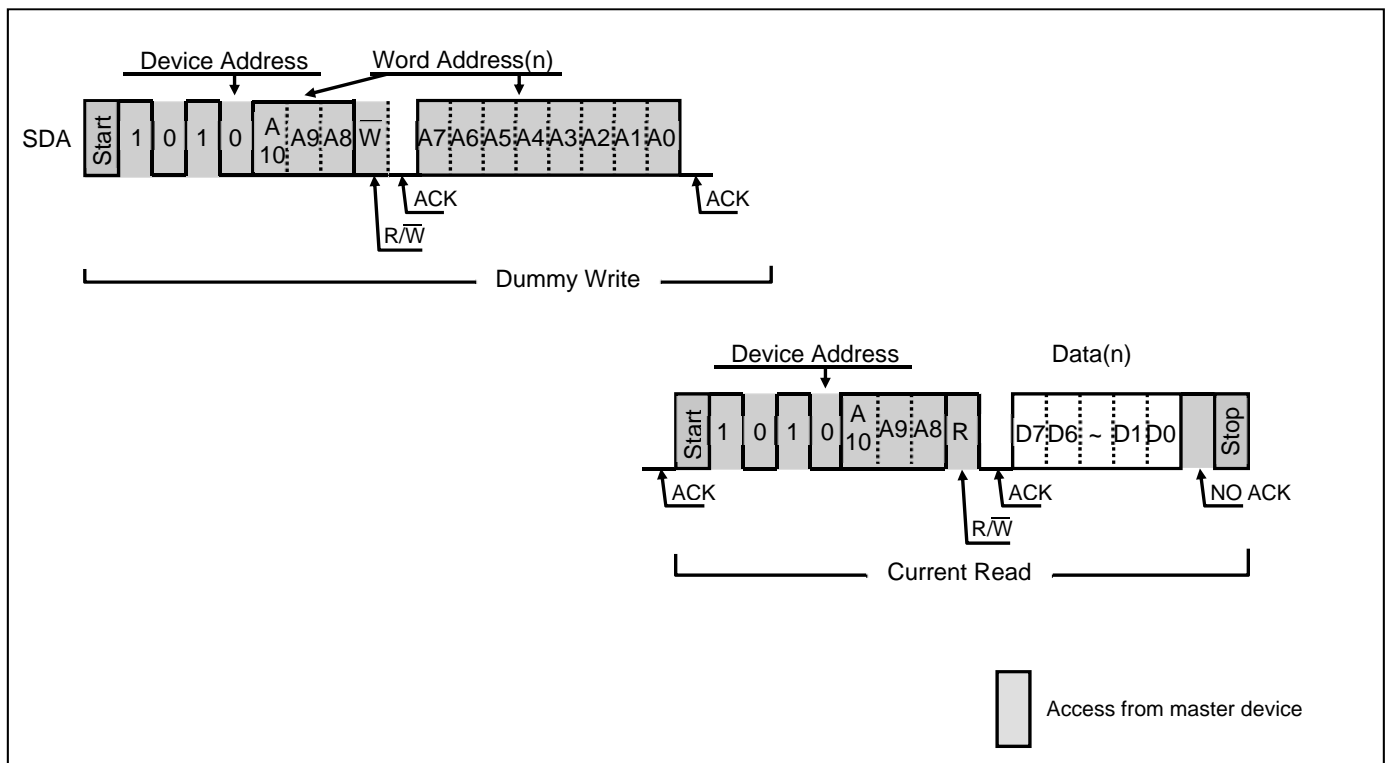 Device Address Word Address(n)
SDA Start 1 0 1 0 A10 A9 A8 W̅ A7 A6 A5 A4 A3 A2 A1 A0
ACK ACK
R/W̅
Dummy Write
Device Address Data(n)
Start 1 0 1 0 A10 A9 A8 R D7 D6 ~ D1 D0 Stop
ACK ACK NO ACK
R/W̅
Current Read
Access from master device